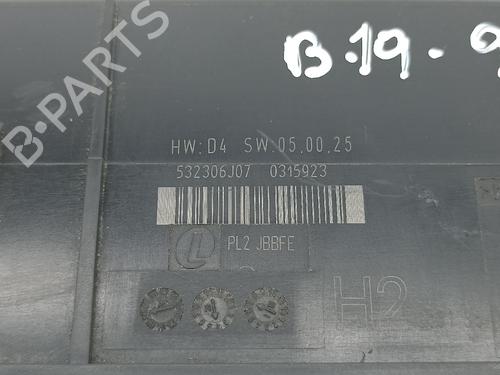 B-PARTS
B.19-9
HW:D4 SW:05.00.25
532306J07 0315923
L
PL2 JBBFE
H2